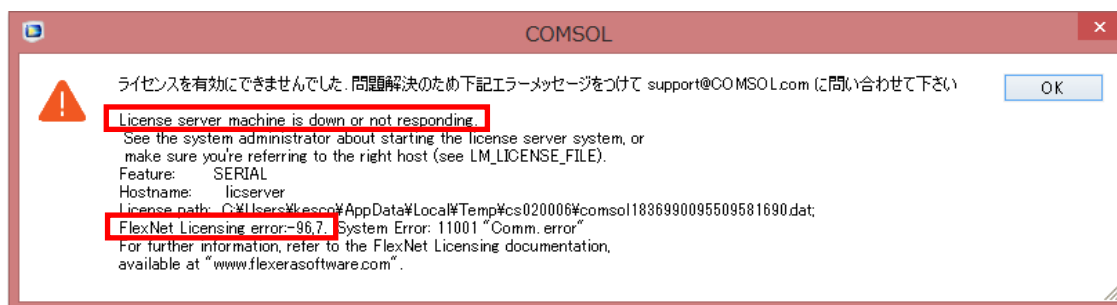 COMSOL
ライセンスを有効にできませんでした. 問題解決のため下記エラーメッセージをつけて support@COMSOL.com に問い合わせて下さい
OK
License server machine is down or not responding.
See the system administrator about starting the license server system, or
make sure you're referring to the right host (see LM_LICENSE_FILE).
Feature: SERIAL
Hostname: licserver
License path: C:¥Users¥kesco¥AppData¥Local¥Temp¥cs020006¥comsol1836990095509581690.dat;
FlexNet Licensing error:-96,7. System Error: 11001 "Comm. error"
For further information, refer to the FlexNet Licensing documentation,
available at "www.flexerasoftware.com".